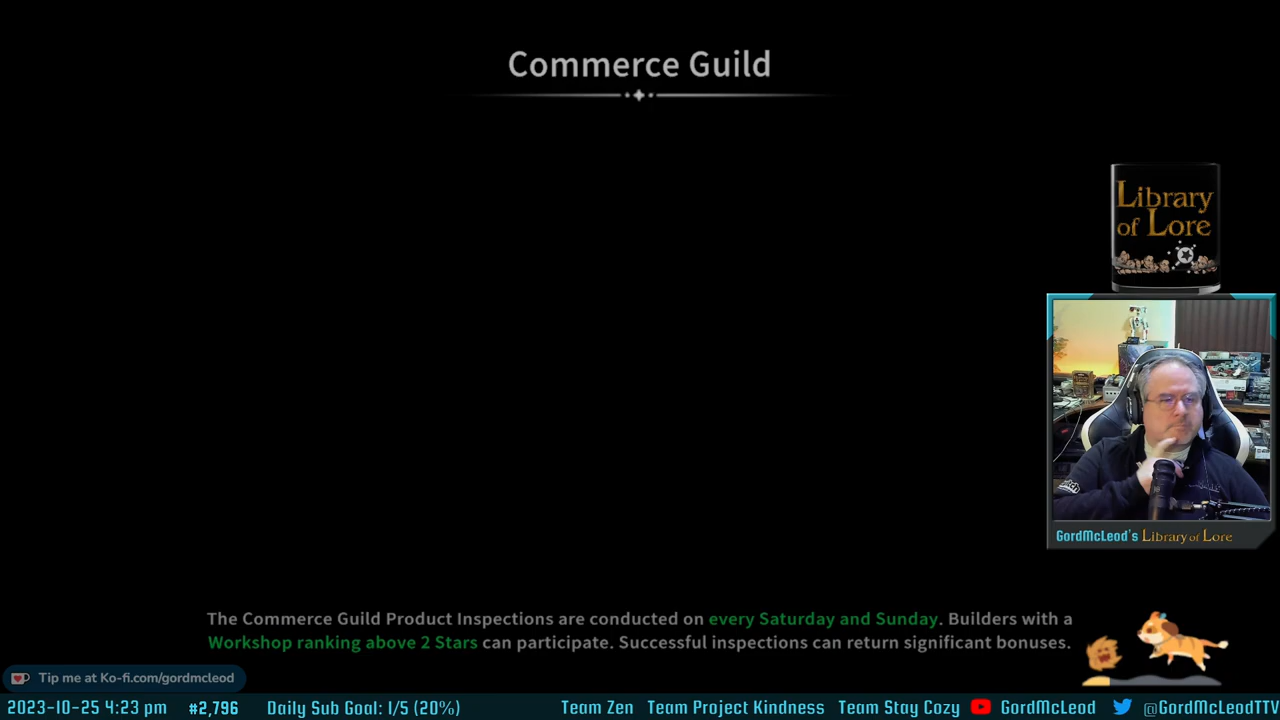 Commerce Guild
Library
of Lore
GordMcLeod's Library of Lore
The Commerce Guild Product Inspections are conducted on every Saturday and Sunday. Builders with a
Workshop ranking above 2 Stars can participate. Successful inspections can return significant bonuses.
Tip me at Ko-fi.com/gordmcleod
2023-10-25 4:23 pm #2,796 Daily Sub Goal: 1/5 (20%) Team Zen Team Project Kindness Team Stay Cozy GordMcLeod @GordMcLeodTTV